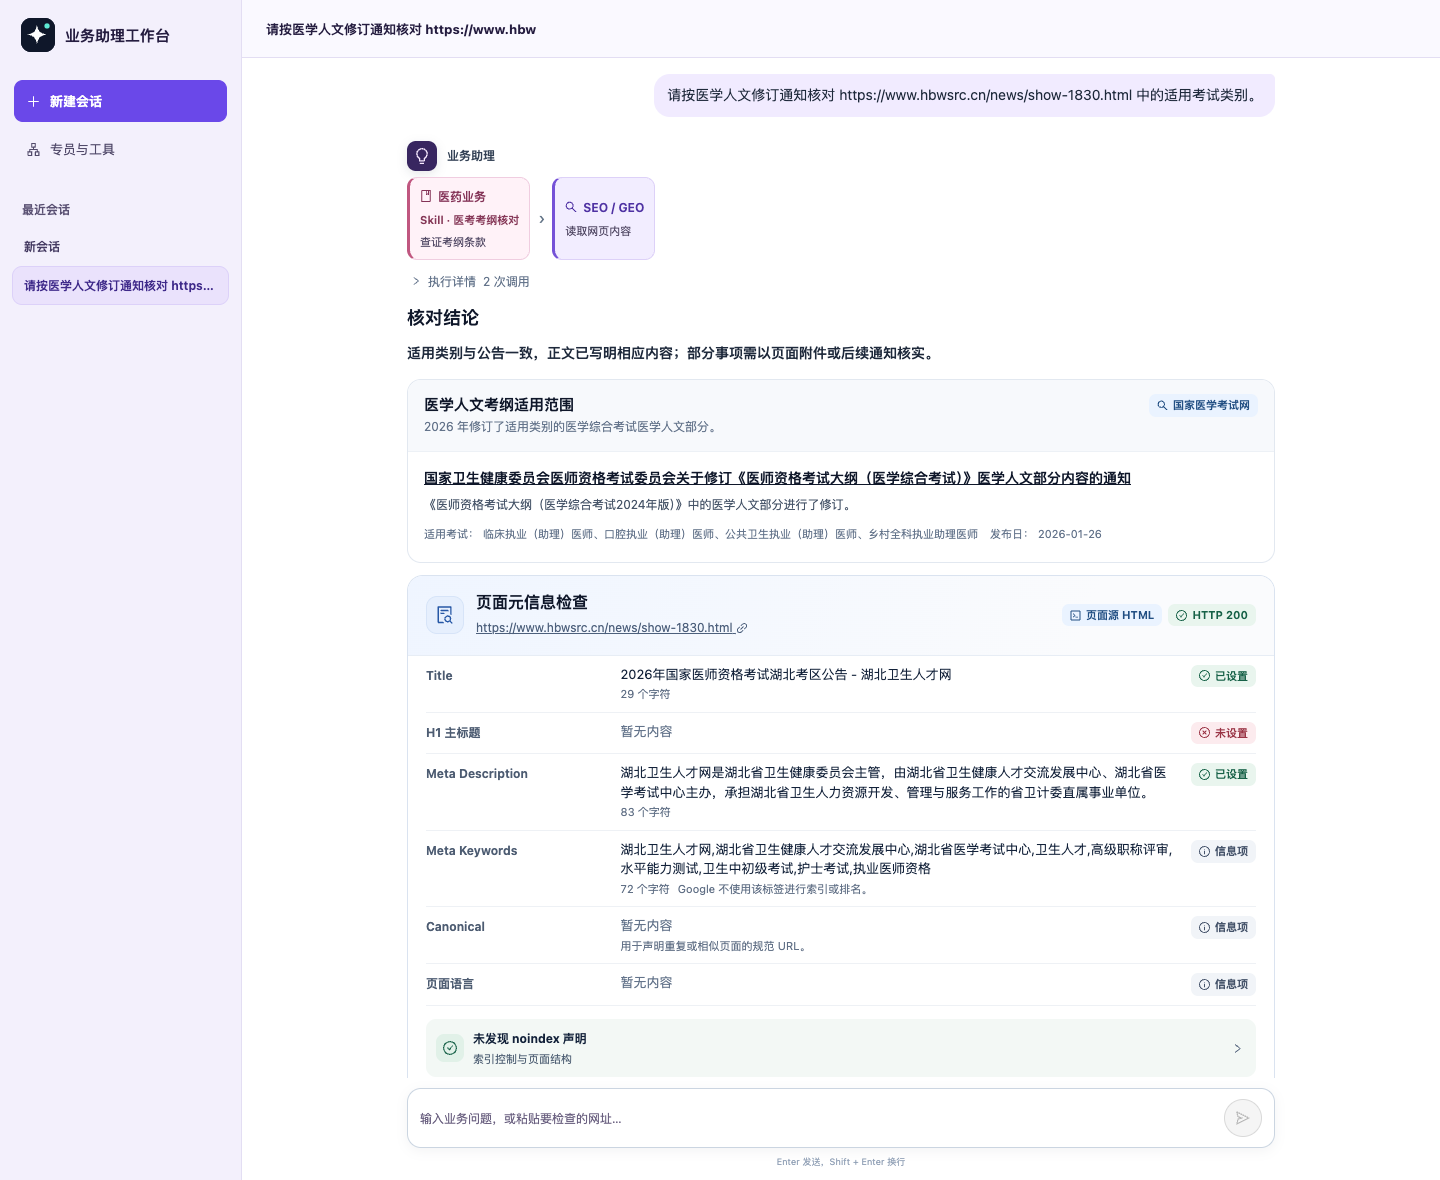 业务助理工作台
新建会话
专员与工具
最近会话
新会话
请按医学人文修订通知核对 https...
请按医学人文修订通知核对 https://www.hbw
请按医学人文修订通知核对 https://www.hbwsrc.cn/news/show-1830.html 中的适用考试类别。
业务助理
医药业务
Skill · 医考考纲核对
查证考纲条款
SEO / GEO
读取网页内容
执行详情 2 次调用
核对结论
适用类别与公告一致，正文已写明相应内容；部分事项需以页面附件或后续通知核实。
医学人文考纲适用范围
2026 年修订了适用类别的医学综合考试医学人文部分。
国家医学考试网
国家卫生健康委员会医师资格考试委员会关于修订《医师资格考试大纲（医学综合考试）》医学人文部分内容的通知
《医师资格考试大纲（医学综合考试2024年版）》中的医学人文部分进行了修订。
适用考试： 临床执业（助理）医师、口腔执业（助理）医师、公共卫生执业（助理）医师、乡村全科执业助理医师 发布日： 2026-01-26
页面元信息检查
https://www.hbwsrc.cn/news/show-1830.html
页面源 HTML
HTTP 200
Title
2026年国家医师资格考试湖北考区公告 - 湖北卫生人才网
29 个字符
已设置
H1 主标题
暂无内容
未设置
Meta Description
湖北卫生人才网是湖北省卫生健康委员会主管，由湖北省卫生健康人才交流发展中心、湖北省医
学考试中心主办，承担湖北省卫生人力资源开发、管理与服务工作的省卫计委直属事业单位。
83 个字符
已设置
Meta Keywords
湖北卫生人才网,湖北省卫生健康人才交流发展中心,湖北省医学考试中心,卫生人才,高级职称评审,
水平能力测试,卫生中初级考试,护士考试,执业医师资格
72 个字符 Google 不使用该标签进行索引或排名。
信息项
Canonical
暂无内容
用于声明重复或相似页面的规范 URL。
信息项
页面语言
暂无内容
信息项
未发现 noindex 声明
索引控制与页面结构
输入业务问题，或粘贴要检查的网址...
Enter 发送，Shift + Enter 换行